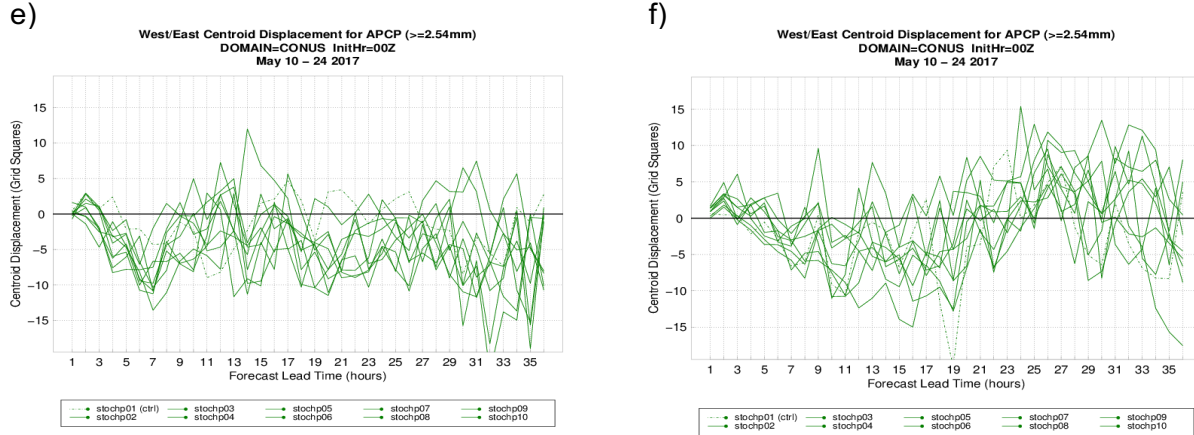 e)
West/East Centroid Displacement for APCP (>=2.54mm)
DOMAIN=CONUS InitHr=00Z
May 10 − 24 2017
Centroid Displacement (Grid Squares)
15
10
5
0
−5
−10
−15
1 3 5 7 9 11 13 15 17 19 21 23 25 27 29 31 33 35
Forecast Lead Time (hours)
stochp01 (ctrl) stochp03 stochp05 stochp07 stochp09
stochp02 stochp04 stochp06 stochp08 stochp10
f)
West/East Centroid Displacement for APCP (>=2.54mm)
DOMAIN=CONUS InitHr=00Z
May 10 − 24 2017
Centroid Displacement (Grid Squares)
15
10
5
0
−5
−10
−15
1 3 5 7 9 11 13 15 17 19 21 23 25 27 29 31 33 35
Forecast Lead Time (hours)
stochp01 (ctrl) stochp03 stochp05 stochp07 stochp09
stochp02 stochp04 stochp06 stochp08 stochp10